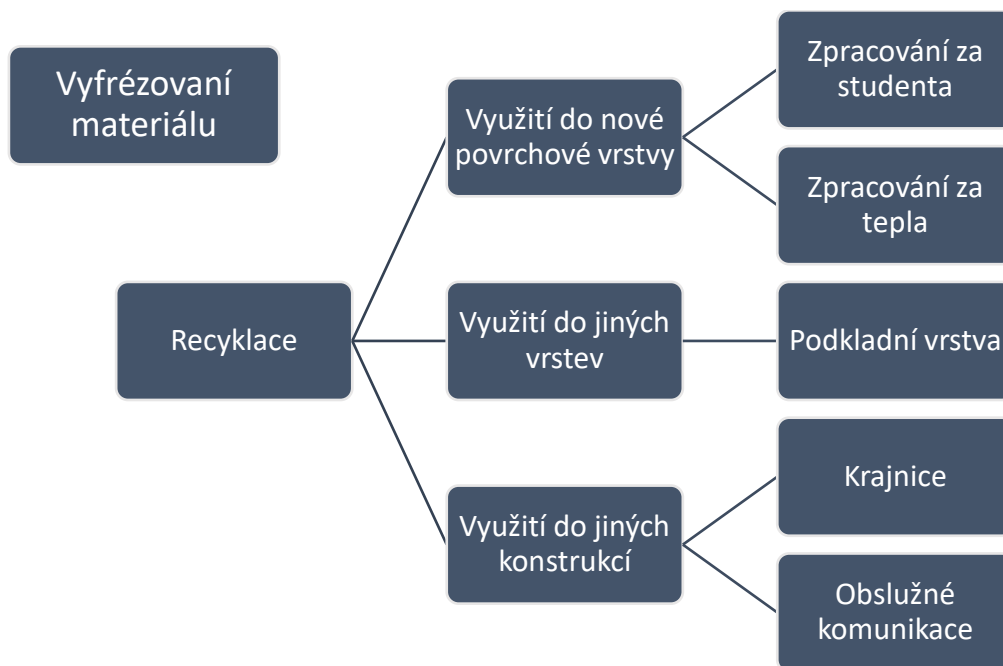 Vyfrézovaní
materiálu
Recyklace
Využití do nové
povrchové vrstvy
Zpracování za
studenta
Zpracování za
tepla
Využití do jiných
vrstev
Podkladní vrstva
Využití do jiných
konstrukcí
Krajnice
Obslužné
komunikace